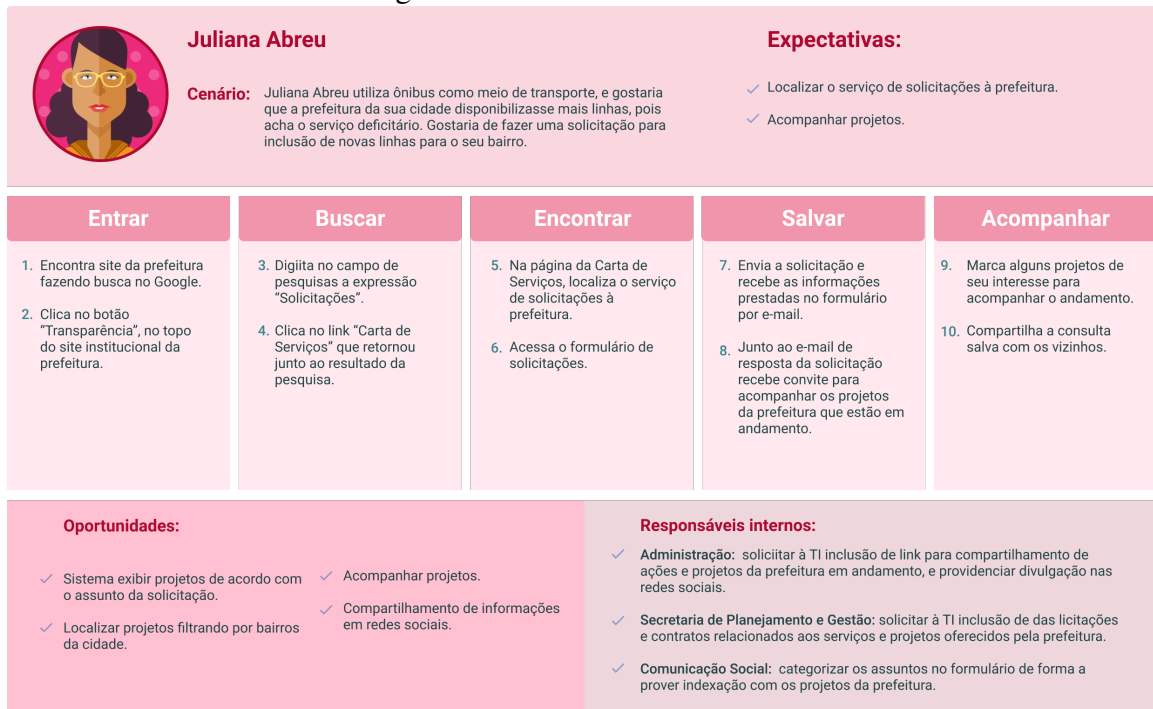 Juliana Abreu
Cenário:
Juliana Abreu utiliza ônibus como meio de transporte, e gostaria
que a prefeitura da sua cidade disponibilizasse mais linhas, pois
acha o serviço deficitário. Gostaria de fazer uma solicitação para
inclusão de novas linhas para o seu bairro.
Expectativas:
Localizar o serviço de solicitações à prefeitura.
Acompanhar projetos.
Entrar
1. Encontra site da prefeitura
fazendo busca no Google.
2. Clica no botão
"Transparência", no topo
do site institucional da
prefeitura.
Buscar
3. Digiita no campo de
pesquisas a expressão
"Solicitações".
4. Clica no link "Carta de
Serviços" que retornou
junto ao resultado da
pesquisa.
Encontrar
5. Na página da Carta de
Serviços, localiza o serviço
de solicitações à
prefeitura.
6. Acessa o formulário de
solicitações.
Salvar
7. Envia a solicitação e
recebe as informações
prestadas no formulário
por e-mail.
8. Junto ao e-mail de
resposta da solicitação
recebe convite para
acompanhar os projetos
da prefeitura que estão em
andamento.
Acompanhar
9. Marca alguns projetos de
seu interesse para
acompanhar o andamento.
10. Compartilha a consulta
salva com os vizinhos.
Oportunidades:
Sistema exibir projetos de acordo com
o assunto da solicitação.
Localizar projetos filtrando por bairros
da cidade.
Acompanhar projetos.
Compartilhamento de informações
em redes sociais.
Responsáveis internos:
Administração: soliciitar à TI inclusão de link para compartilhamento de
ações e projetos da prefeitura em andamento, e providenciar divulgação nas
redes sociais.
Secretaria de Planejamento e Gestão: solicitar à TI inclusão de das licitações
e contratos relacionados aos serviços e projetos oferecidos pela prefeitura.
Comunicação Social: categorizar os assuntos no formulário de forma a
prover indexação com os projetos da prefeitura.